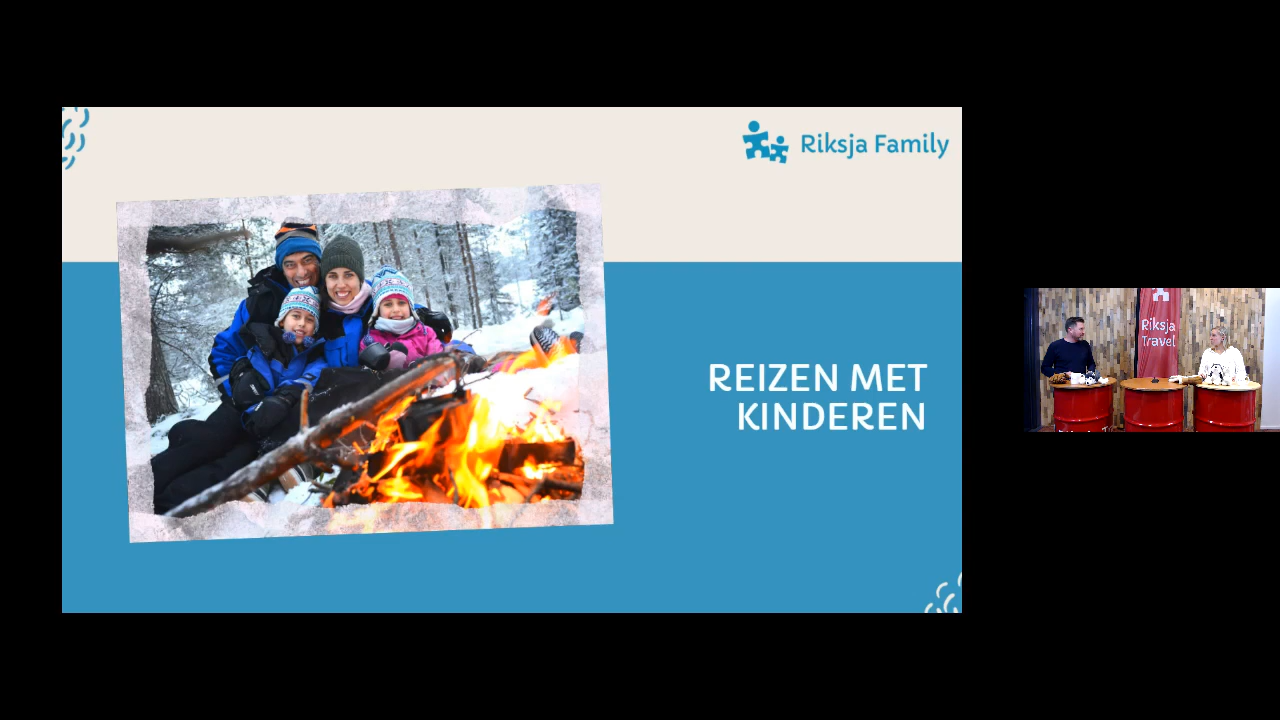 Riksja Family
REIZEN MET
KINDEREN
Riksja
Travel